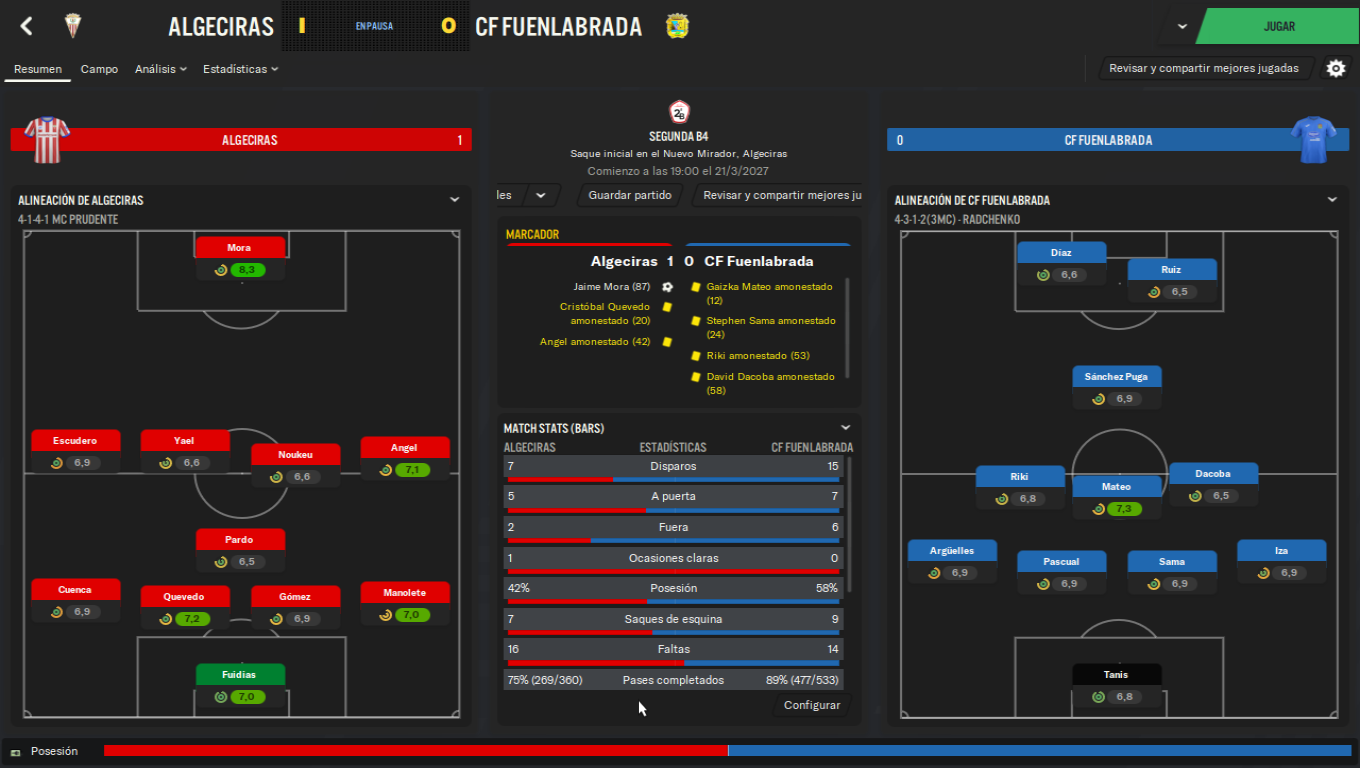 ALGECIRAS 1 EN PAUSA 0 CF FUENLABRADA
JUGAR
Resumen Campo Análisis Estadísticas
Revisar y compartir mejores jugadas
ALGECIRAS 1
2ªB
SEGUNDA B4
Saque inicial en el Nuevo Mirador, Algeciras
Comienzo a las 19:00 el 21/3/2027
les Guardar partido Revisar y compartir mejores ju
0 CF FUENLABRADA
ALINEACIÓN DE ALGECIRAS
4-1-4-1 MC PRUDENTE
Mora
8,3
Escudero
6,9
Yael
6,6
Noukeu
6,6
Angel
7,1
Pardo
6,5
Cuenca
6,9
Quevedo
7,2
Gómez
6,9
Manolete
7,0
Fuidias
7,0
MARCADOR
Algeciras 1 0 CF Fuenlabrada
Jaime Mora (87)
Cristóbal Quevedo
amonestado (20)
Angel amonestado (42)
Gaizka Mateo amonestado
(12)
Stephen Sama amonestado
(24)
Riki amonestado (53)
David Dacoba amonestado
(58)
MATCH STATS (BARS)
ALGECIRAS ESTADÍSTICAS CF FUENLABRADA
7 Disparos 15
5 A puerta 7
2 Fuera 6
1 Ocasiones claras 0
42% Posesión 58%
7 Saques de esquina 9
16 Faltas 14
75% (269/360) Pases completados 89% (477/533)
Configurar
ALINEACIÓN DE CF FUENLABRADA
4-3-1-2 (3MC) - RADCHENKO
Díaz
6,6
Ruiz
6,5
Sánchez Puga
6,9
Riki
6,8
Mateo
7,3
Dacoba
6,5
Argüelles
6,9
Pascual
6,9
Sama
6,9
Iza
6,9
Tanis
6,8
Posesión